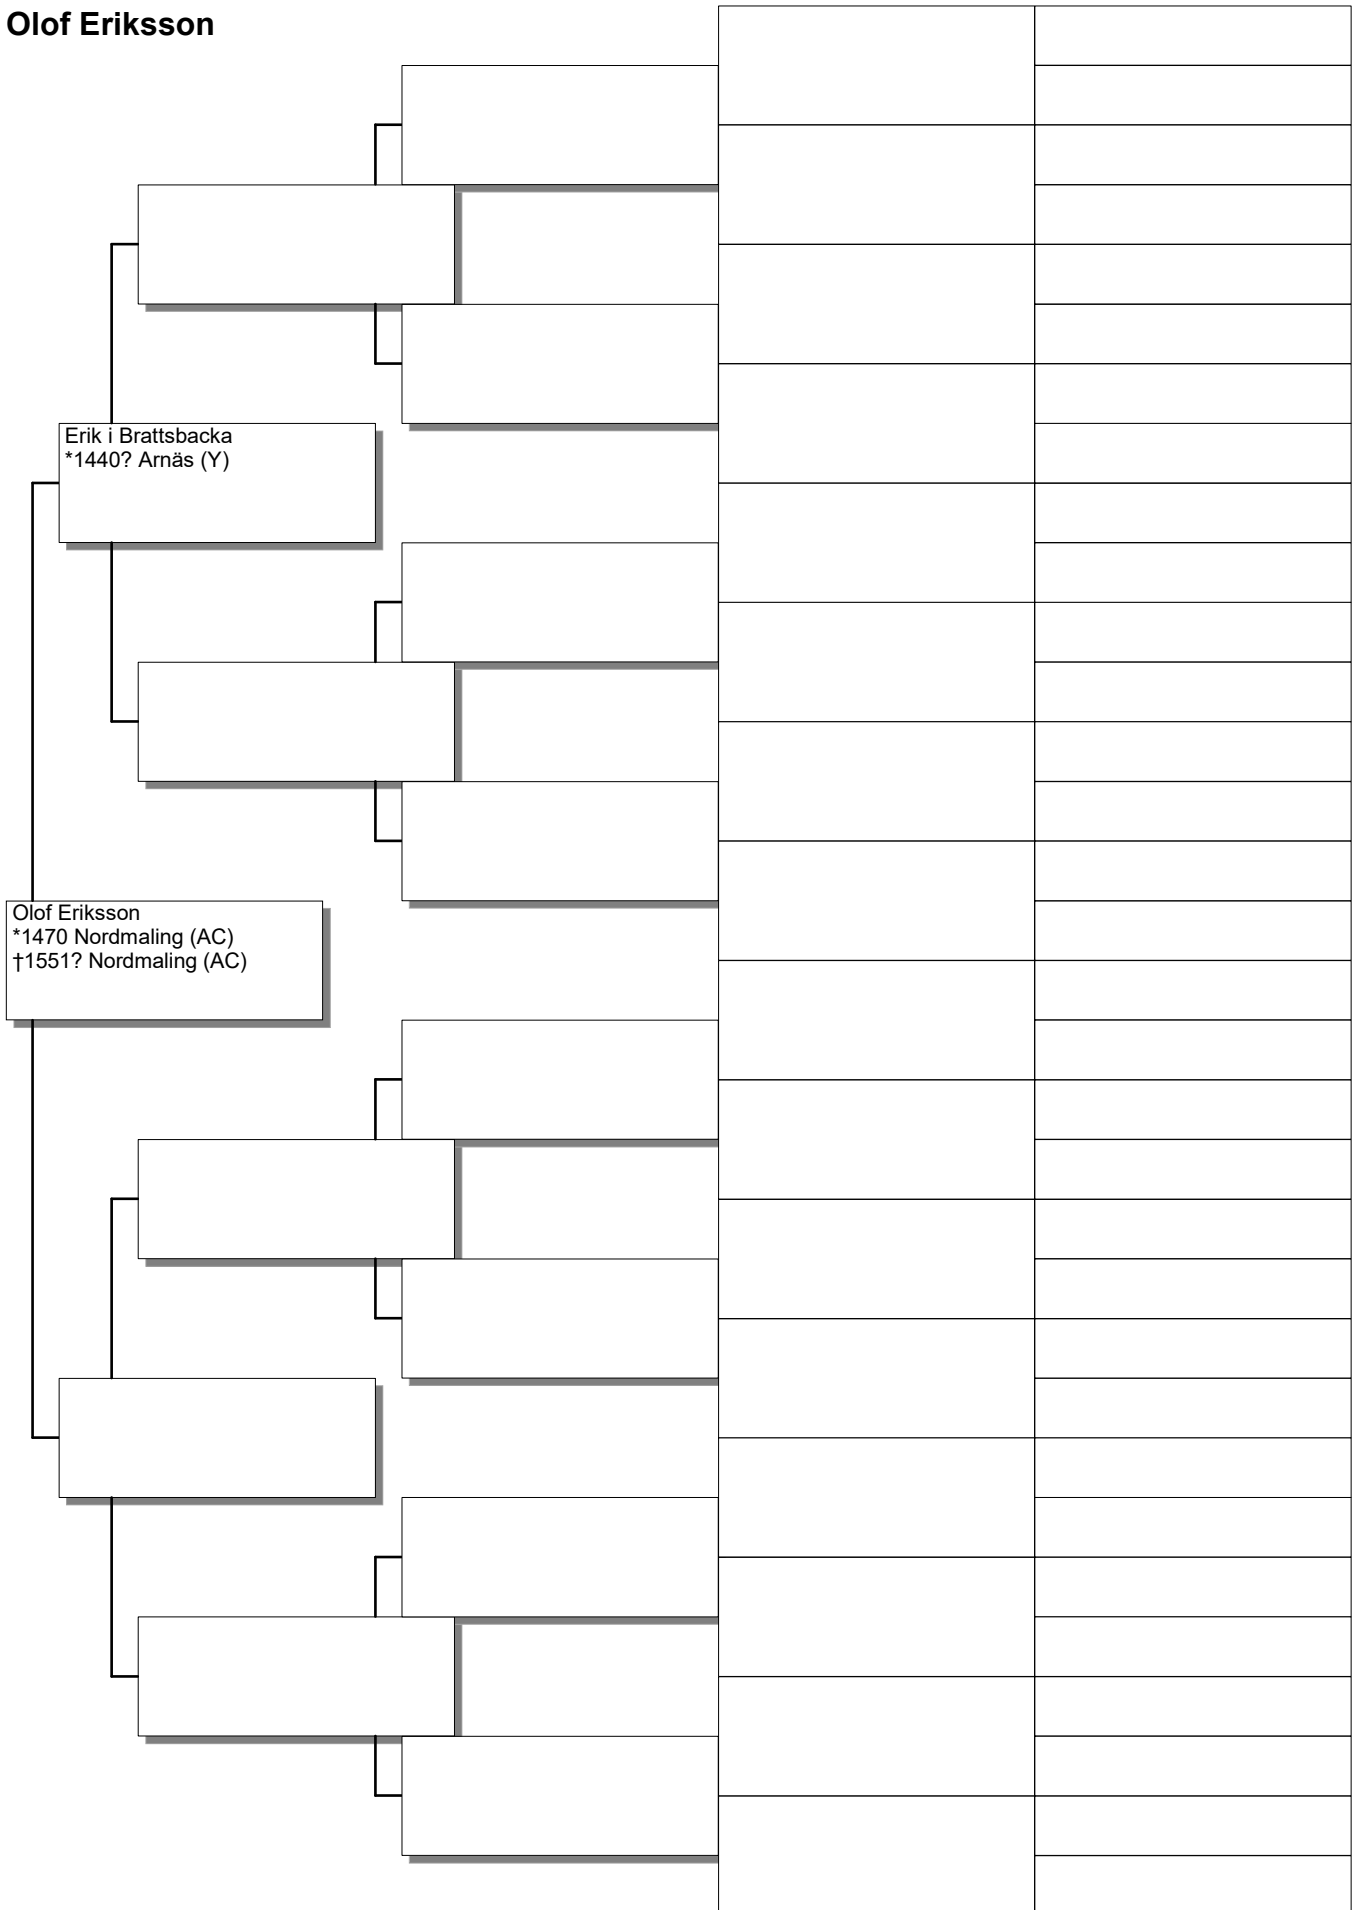 Olof Eriksson
Erik i Brattsbacka
*1440? Arnäs (Y)
Olof Eriksson
*1470 Nordmaling (AC)
†1551? Nordmaling (AC)